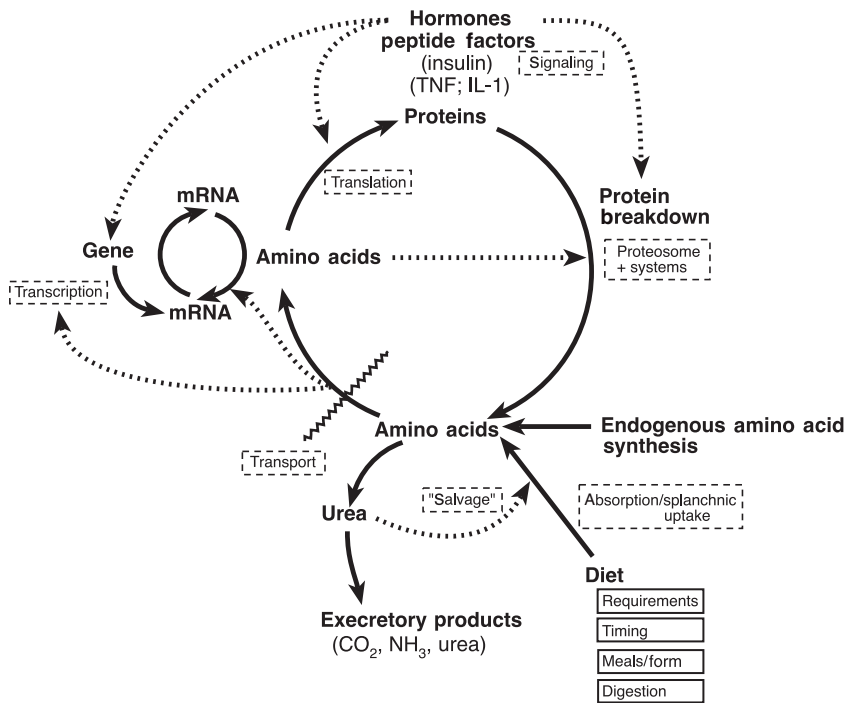 Hormones
peptide factors
(insulin)
(TNF; IL-1)
Signaling
Proteins
Translation
mRNA
Protein
breakdown
Gene
Amino acids
Proteosome
+ systems
Transcription
mRNA
Amino acids
Endogenous amino acid
synthesis
Transport
"Salvage"
Absorption/splanchnic
uptake
Urea
Diet
Requirements
Execretory products
(CO2, NH3, urea)
Timing
Meals/form
Digestion